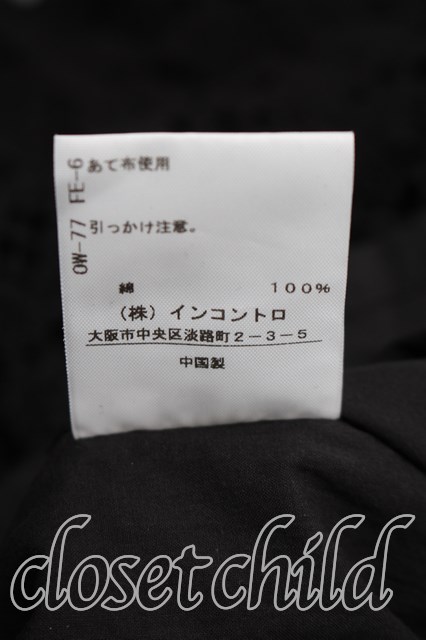 OW-77 FE-6
あて布使用
引っかけ注意。
綿 100%
（株）インコントロ
大阪市中央区淡路町2-3-5
中国製
closet child